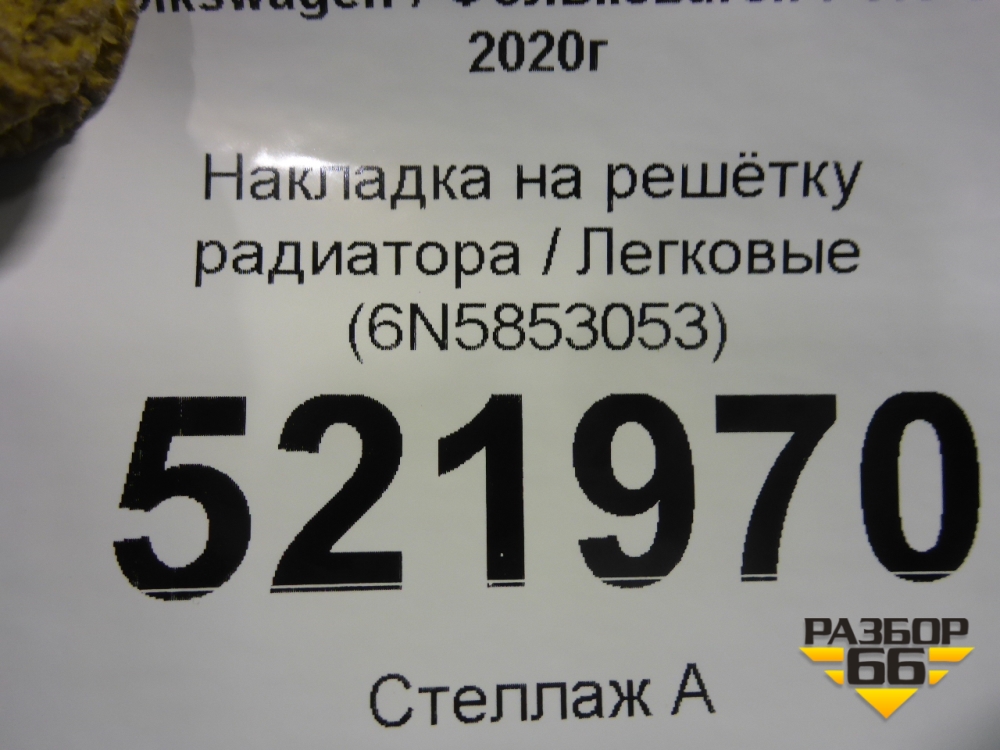 2020г
Накладка на решётку
радиатора / Легковые
(6N5853053)
521970
Стеллаж А
РАЗБОР
66